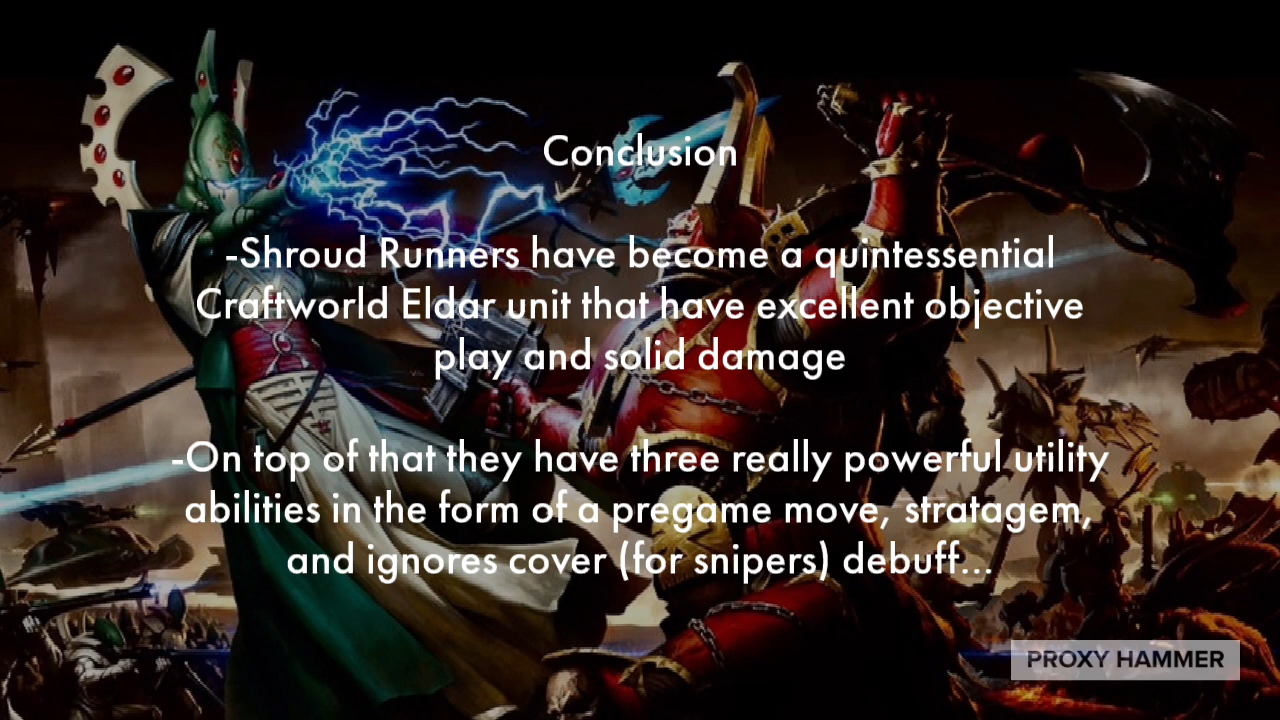 Conclusion
-Shroud Runners have become a quintessential
Craftworld Eldar unit that have excellent objective
play and solid damage
-On top of that they have three really powerful utility
abilities in the form of a pregame move, stratagem,
and ignores cover (for snipers) debuff...
PROXY HAMMER